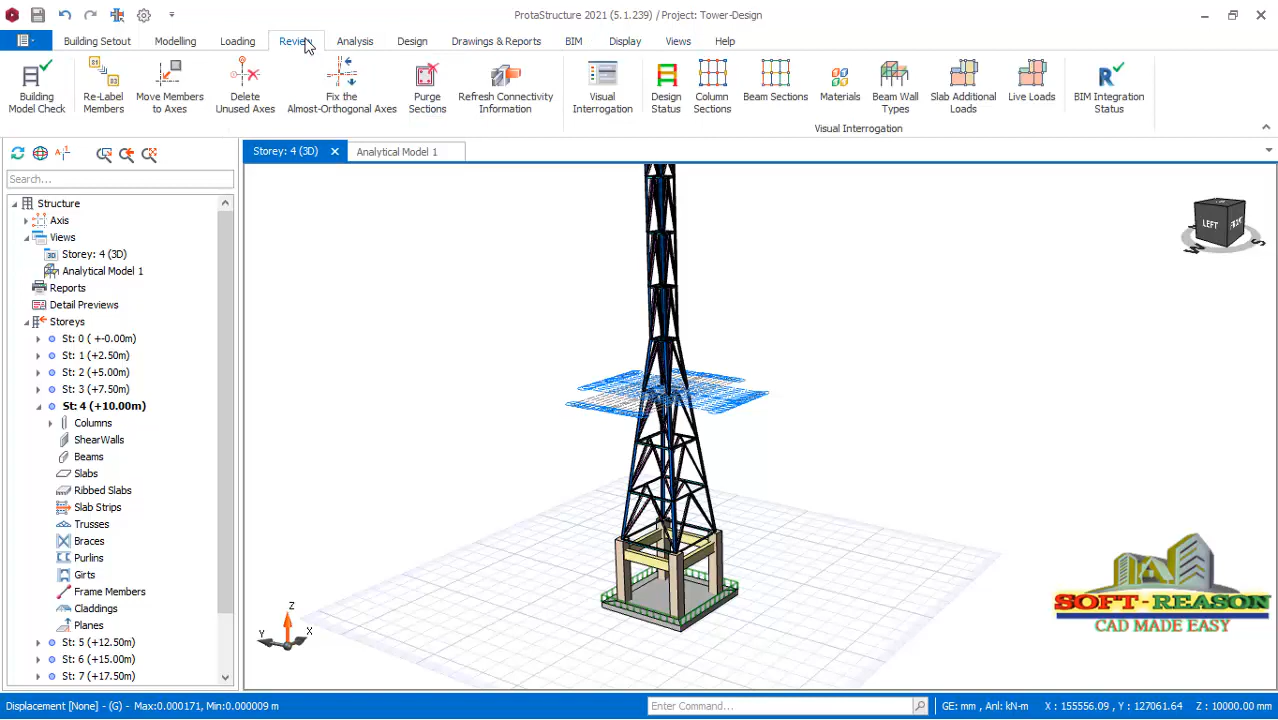 ProtaStructure 2021 (5.1.239) / Project: Tower-Design
Building Setout
Modelling
Loading
Review
Analysis
Design
Drawings & Reports
BIM
Display
Views
Help
Building Model Check
Re-Label Members
Move Members to Axes
Delete Unused Axes
Fix the Almost-Orthogonal Axes
Purge Sections
Refresh Connectivity Information
Visual Interrogation
Design Status
Column Sections
Beam Sections
Materials
Beam Wall Types
Slab Additional Loads
Live Loads
BIM Integration Status
Visual Interrogation
Storey: 4 (3D)
Analytical Model 1
Search...
Structure
Axis
Views
Storey: 4 (3D)
Analytical Model 1
Reports
Detail Previews
Storeys
St: 0 ( +-0.00m)
St: 1 (+2.50m)
St: 2 (+5.00m)
St: 3 (+7.50m)
St: 4 (+10.00m)
Columns
ShearWalls
Beams
Slabs
Ribbed Slabs
Slab Strips
Trusses
Braces
Purlins
Girts
Frame Members
Claddings
Planes
St: 5 (+12.50m)
St: 6 (+15.00m)
St: 7 (+17.50m)
LEFT
Z
Y
X
SOFT-REASON
CAD MADE EASY
Displacement [None] - (G) - Max:0.000171, Min:0.000009 m
Enter Command...
GE: mm , Anl: kN-m
X : 155556.09 , Y : 127061.64
Z : 10000.00 mm